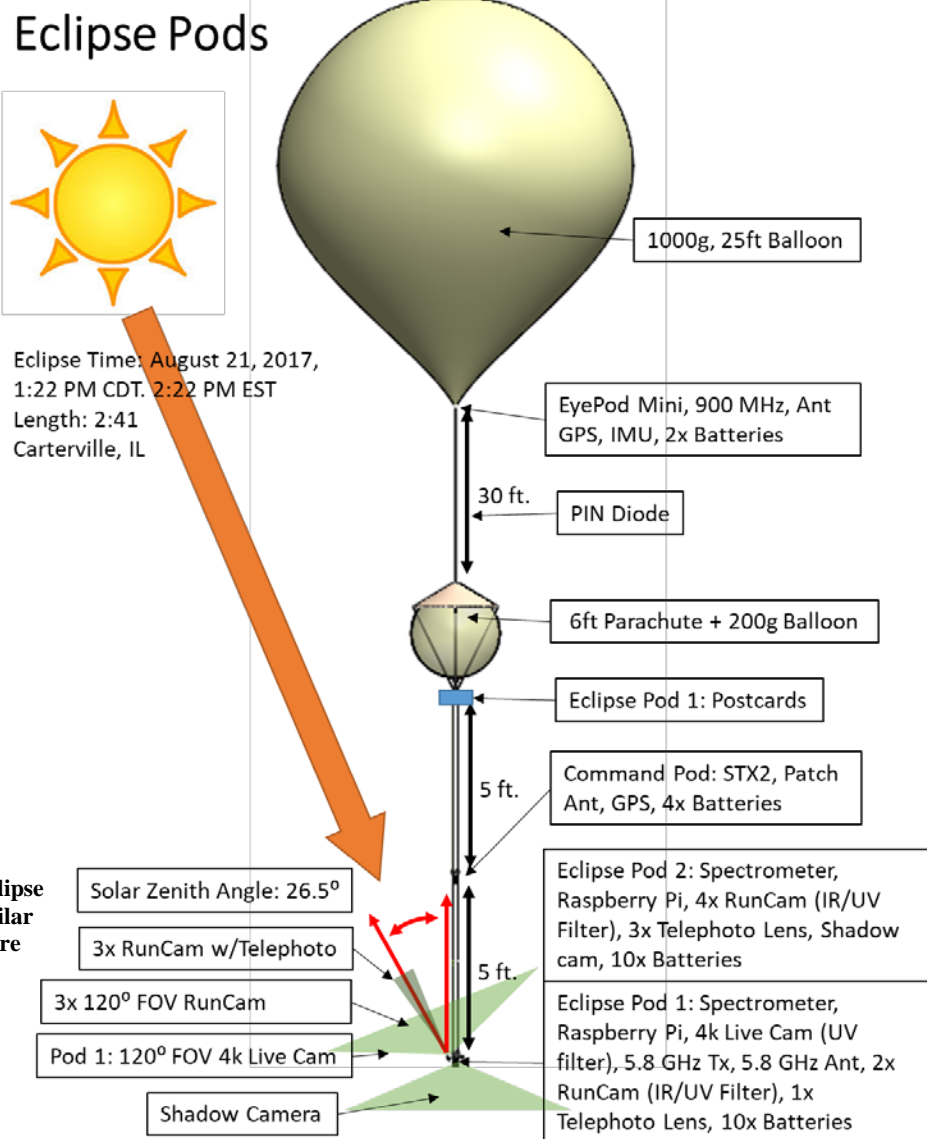 Eclipse Pods
1000g, 25ft Balloon
Eclipse Time: August 21, 2017,
1:22 PM CDT. 2:22 PM EST
Length: 2:41
Carterville, IL
EyePod Mini, 900 MHz, Ant
GPS, IMU, 2x Batteries
30 ft.
PIN Diode
6ft Parachute + 200g Balloon
Eclipse Pod 1: Postcards
5 ft.
Command Pod: STX2, Patch
Ant, GPS, 4x Batteries
Solar Zenith Angle: 26.5⁰
3x RunCam w/Telephoto
3x 120⁰ FOV RunCam
Pod 1: 120⁰ FOV 4k Live Cam
Shadow Camera
5 ft.
Eclipse Pod 2: Spectrometer,
Raspberry Pi, 4x RunCam (IR/UV
Filter), 3x Telephoto Lens, Shadow
cam, 10x Batteries
Eclipse Pod 1: Spectrometer,
Raspberry Pi, 4k Live Cam (UV
filter), 5.8 GHz Tx, 5.8 GHz Ant, 2x
RunCam (IR/UV Filter), 1x
Telephoto Lens, 10x Batteries